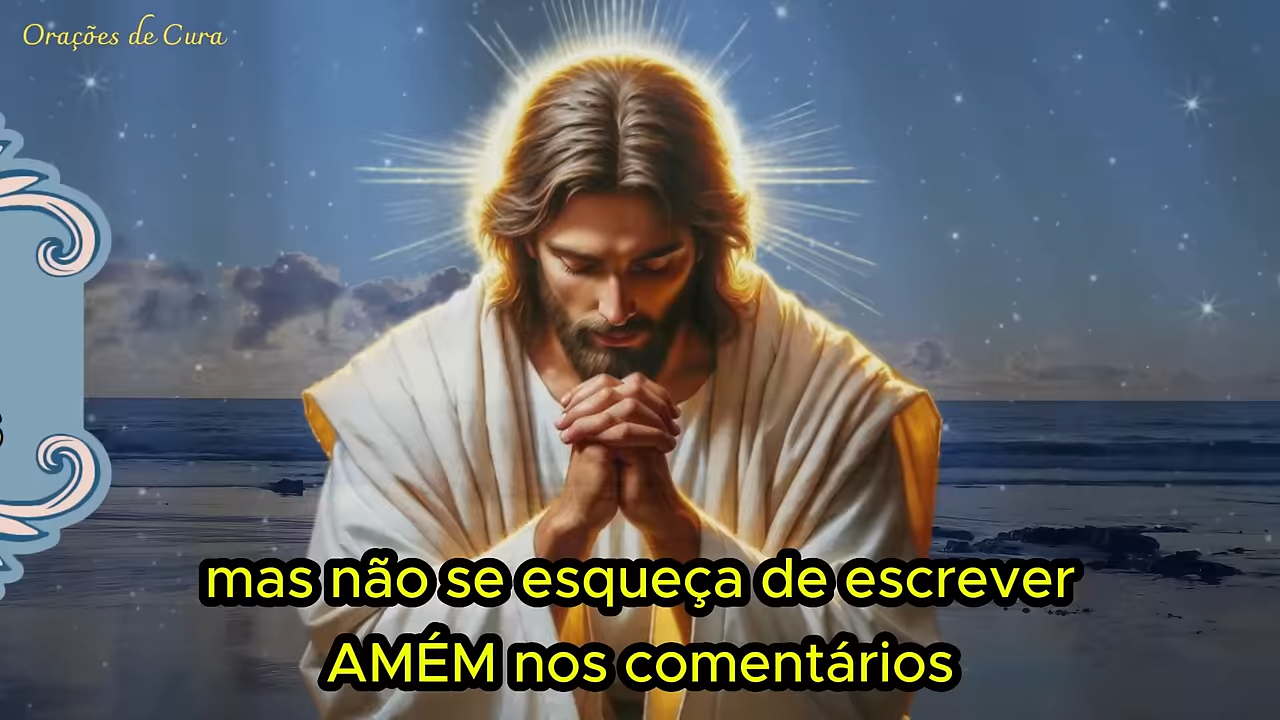 Orações de Cura
mas não se esqueça de escrever
AMÉM nos comentários